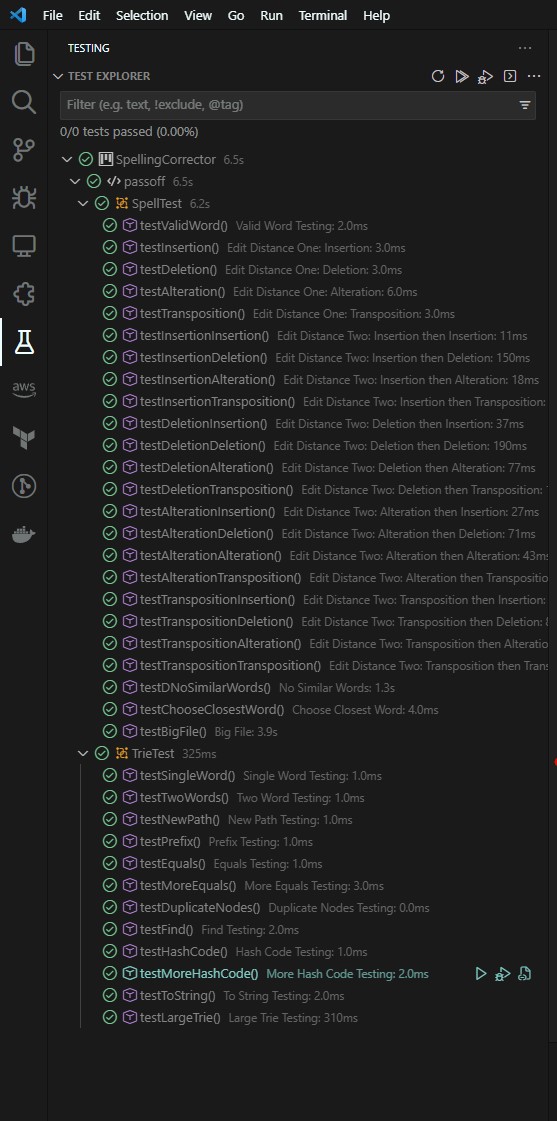 File Edit Selection View Go Run Terminal Help
TESTING
TEST EXPLORER
Filter (e.g. text, !exclude, @tag)
0/0 tests passed (0.00%)
SpellingCorrector 6.5s
passoff 6.5s
SpellTest 6.2s
testValidWord() Valid Word Testing: 2.0ms
testInsertion() Edit Distance One: Insertion: 3.0ms
testDeletion() Edit Distance One: Deletion: 3.0ms
testAlteration() Edit Distance One: Alteration: 6.0ms
testTransposition() Edit Distance One: Transposition: 3.0ms
testInsertionInsertion() Edit Distance Two: Insertion then Insertion: 11ms
testInsertionDeletion() Edit Distance Two: Insertion then Deletion: 150ms
testInsertionAlteration() Edit Distance Two: Insertion then Alteration: 18ms
testInsertionTransposition() Edit Distance Two: Insertion then Transposition:
testDeletionInsertion() Edit Distance Two: Deletion then Insertion: 37ms
testDeletionDeletion() Edit Distance Two: Deletion then Deletion: 190ms
testDeletionAlteration() Edit Distance Two: Deletion then Alteration: 77ms
testDeletionTransposition() Edit Distance Two: Deletion then Transposition:
testAlterationInsertion() Edit Distance Two: Alteration then Insertion: 27ms
testAlterationDeletion() Edit Distance Two: Alteration then Deletion: 71ms
testAlterationAlteration() Edit Distance Two: Alteration then Alteration: 43ms
testAlterationTransposition() Edit Distance Two: Alteration then Transpositio
testTranspositionInsertion() Edit Distance Two: Transposition then Insertion:
testTranspositionDeletion() Edit Distance Two: Transposition then Deletion:
testTranspositionAlteration() Edit Distance Two: Transposition then Alteratio
testTranspositionTransposition() Edit Distance Two: Transposition then Trans
testDNoSimilarWords() No Similar Words: 1.3s
testChooseClosestWord() Choose Closest Word: 4.0ms
testBigFile() Big File: 3.9s
TrieTest 325ms
testSingleWord() Single Word Testing: 1.0ms
testTwoWords() Two Word Testing: 1.0ms
testNewPath() New Path Testing: 1.0ms
testPrefix() Prefix Testing: 1.0ms
testEquals() Equals Testing: 1.0ms
testMoreEquals() More Equals Testing: 3.0ms
testDuplicateNodes() Duplicate Nodes Testing: 0.0ms
testFind() Find Testing: 2.0ms
testHashCode() Hash Code Testing: 1.0ms
testMoreHashCode() More Hash Code Testing: 2.0ms
testToString() To String Testing: 2.0ms
testLargeTrie() Large Trie Testing: 310ms
aws